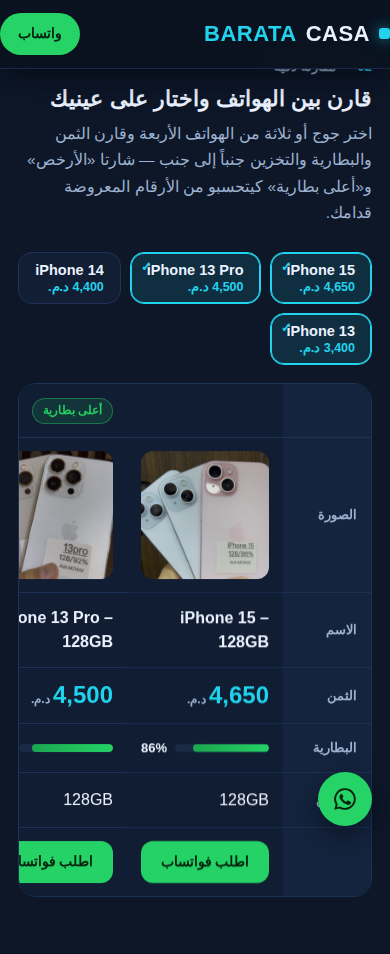 BARATA CASA
واتساب
قارن بين الهواتف واختار على عينيك
اختر جوج أو ثلاثة من الهواتف الأربعة وقارن الثمن
والبطارية والتخزين جنباً إلى جنب — شارتا «الأرخص»
و«أعلى بطارية» كيتحسبو من الأرقام المعروضة
قدامك.
iPhone 15
4,650 د.م.
iPhone 13 Pro
4,500 د.م.
iPhone 14
4,400 د.م.
iPhone 13
3,400 د.م.
أعلى بطارية
الصورة
iPhone 15
128/86%
13pro
128/92%
الاسم
iPhone 15 –
128GB
one 13 Pro –
128GB
الثمن
4,650 د.م.
4,500 د.م.
البطارية
86%
128GB
128GB
اطلب فواتساب
اطلب فواتسا